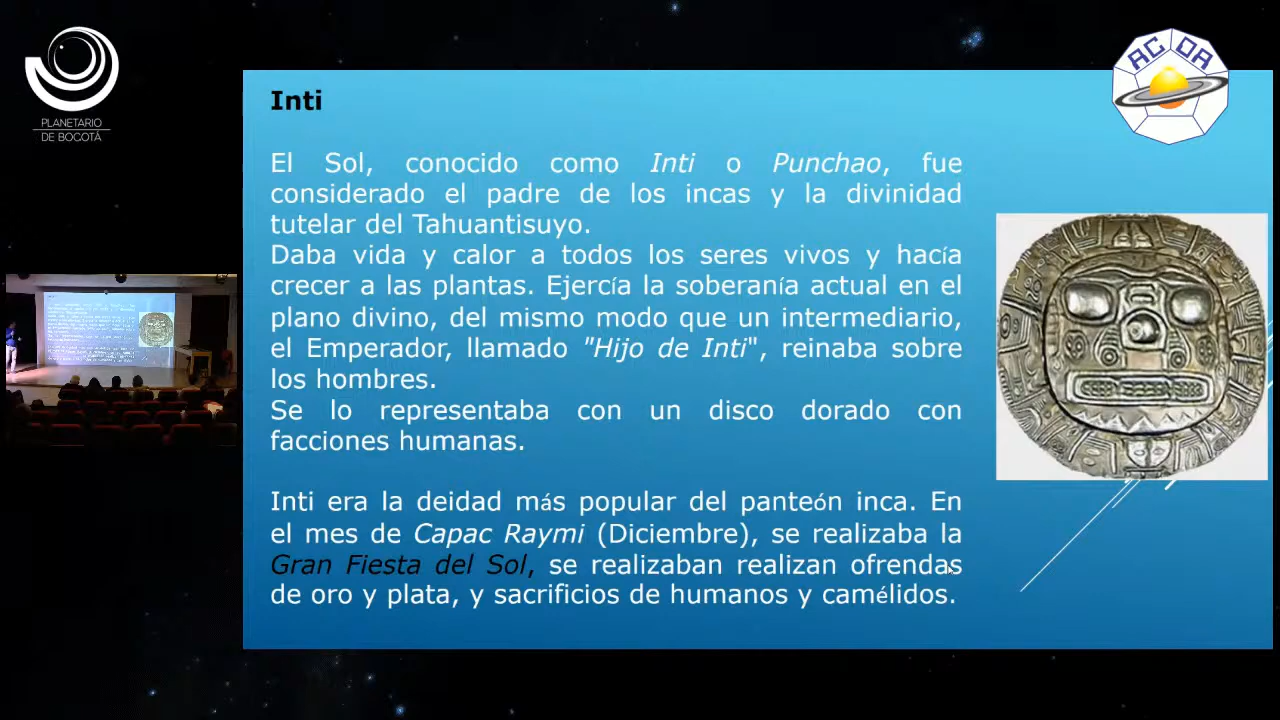 PLANETARIO
DE BOGOTÁ
ACDA
Inti
El Sol, conocido como Inti o Punchao, fue
considerado el padre de los incas y la divinidad
tutelar del Tahuantisuyo.
Daba vida y calor a todos los seres vivos y hacía
crecer a las plantas. Ejercía la soberanía actual en el
plano divino, del mismo modo que un intermediario,
el Emperador, llamado "Hijo de Inti", reinaba sobre
los hombres.
Se lo representaba con un disco dorado con
facciones humanas.
Inti era la deidad más popular del panteón inca. En
el mes de Capac Raymi (Diciembre), se realizaba la
Gran Fiesta del Sol, se realizaban realizan ofrendas
de oro y plata, y sacrificios de humanos y camélidos.